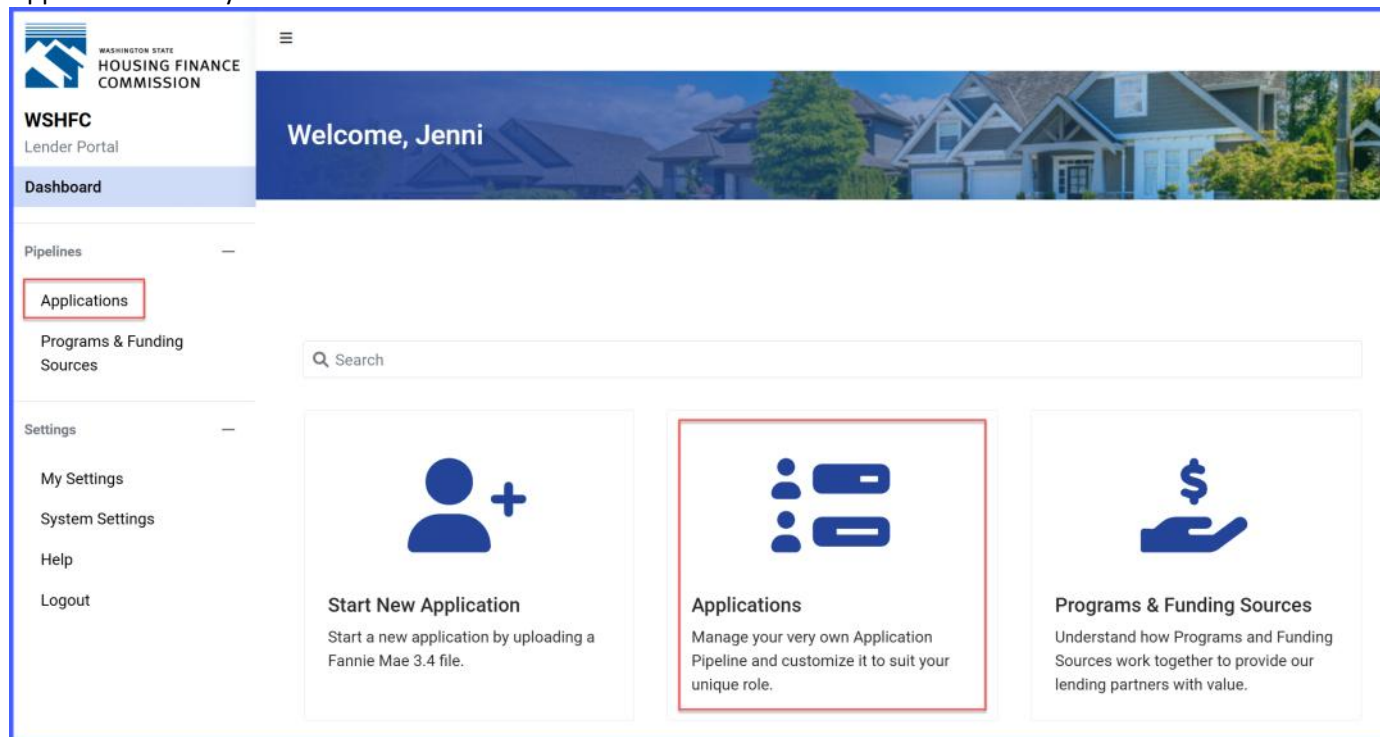 WASHINGTON STATE
HOUSING FINANCE
COMMISSION
WSHFC
Lender Portal
Dashboard
Pipelines
Applications
Programs & Funding
Sources
Settings
My Settings
System Settings
Help
Logout
Welcome, Jenni
Search
Start New Application
Start a new application by uploading a
Fannie Mae 3.4 file.
Applications
Manage your very own Application
Pipeline and customize it to suit your
unique role.
Programs & Funding Sources
Understand how Programs and Funding
Sources work together to provide our
lending partners with value.